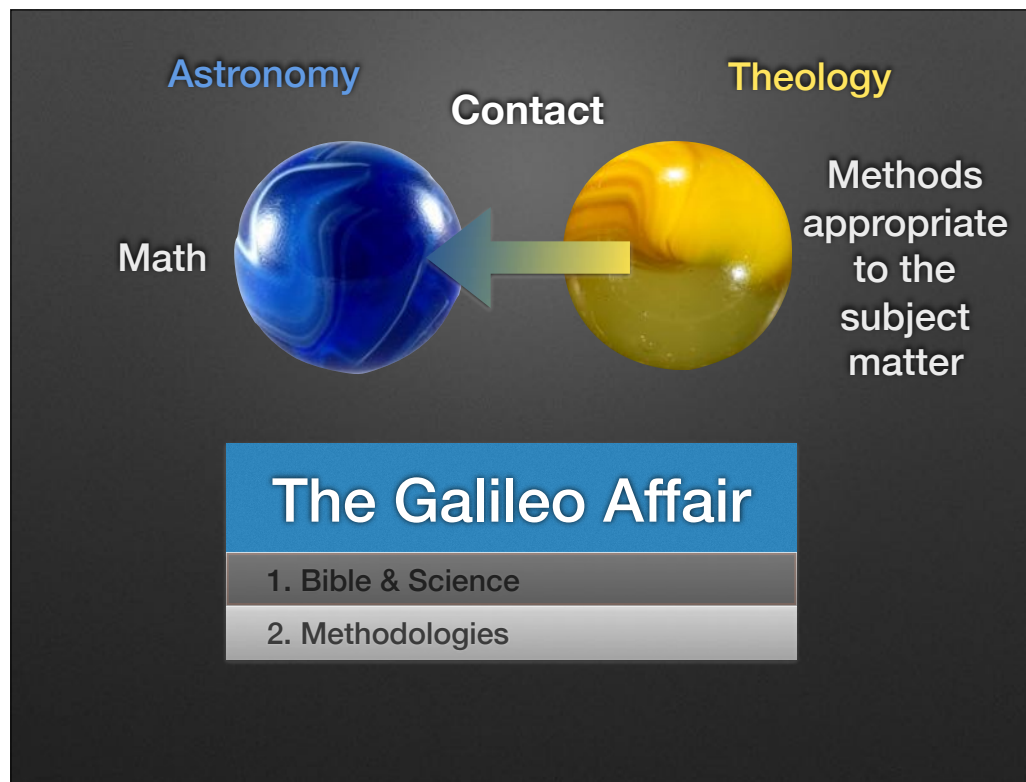 Astronomy
Theology
Contact
Math
Methods
appropriate
to the
subject
matter
The Galileo Affair
1. Bible & Science
2. Methodologies